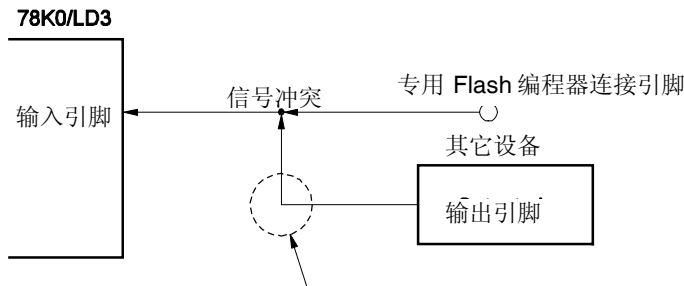 78K0/LD3
信号冲突
专用 Flash 编程器连接引脚
输入引脚
其它设备
输出引脚